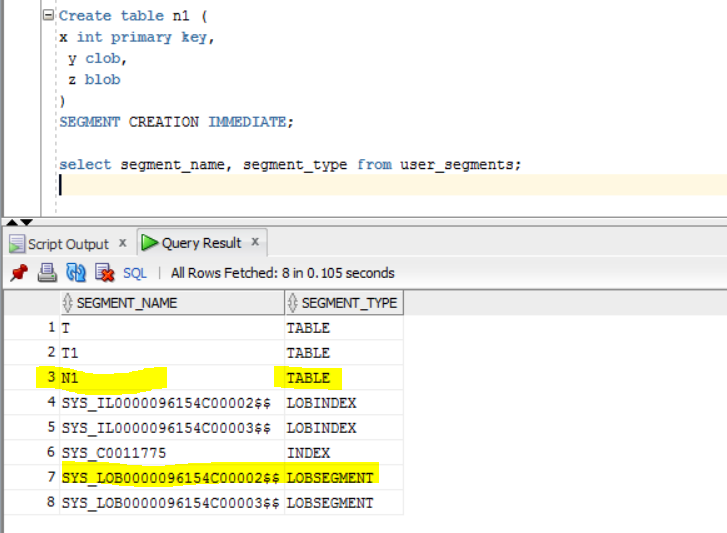 Create table n1 (
x int primary key,
y clob,
z blob
)
SEGMENT CREATION IMMEDIATE;
select segment_name, segment_type from user_segments;
Script Output x Query Result x
SQL | All Rows Fetched: 8 in 0.105 seconds
SEGMENT_NAME SEGMENT_TYPE
1 T TABLE
2 T1 TABLE
3 N1 TABLE
4 SYS_IL0000096154C00002$$ LOBINDEX
5 SYS_IL0000096154C00003$$ LOBINDEX
6 SYS_C0011775 INDEX
7 SYS_LOB0000096154C00002$$ LOBSEGMENT
8 SYS_LOB0000096154C00003$$ LOBSEGMENT